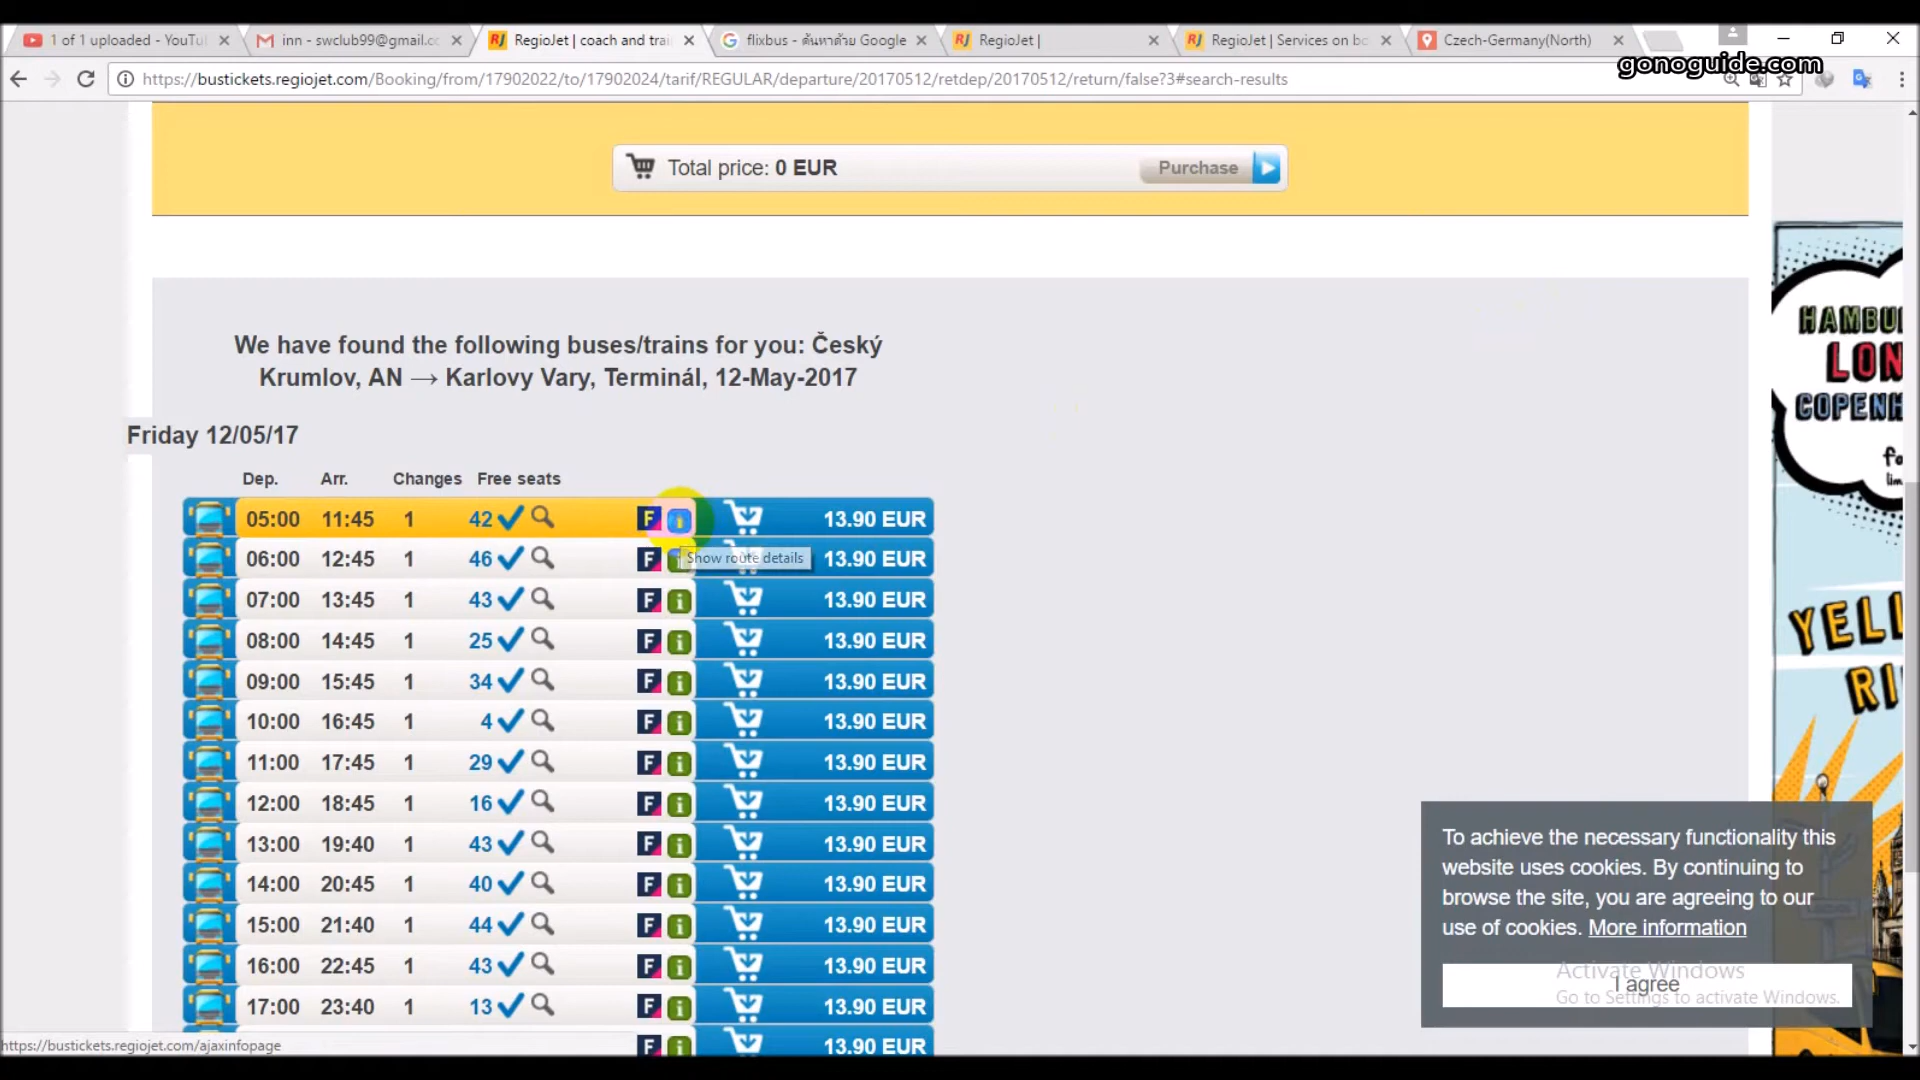 1 of 1 uploaded - YouTu
inn - swclub99@gmail.co
RegioJet | coach and trai
flixbus - ค้นหาด้วย Google
RegioJet |
RegioJet | Services on bo
Czech-Germany(North)
gonoguide.com
https://bustickets.regiojet.com/Booking/from/17902022/to/17902024/tarif/REGULAR/departure/20170512/retdep/20170512/return/false?3#search-results
Total price: 0 EUR
Purchase
We have found the following buses/trains for you: Český
Krumlov, AN → Karlovy Vary, Terminál, 12-May-2017
Friday 12/05/17
Dep. Arr. Changes Free seats
05:00 11:45 1 42 F i 13.90 EUR
06:00 12:45 1 46 F i 13.90 EUR
Show route details
07:00 13:45 1 43 F i 13.90 EUR
08:00 14:45 1 25 F i 13.90 EUR
09:00 15:45 1 34 F i 13.90 EUR
10:00 16:45 1 4 F i 13.90 EUR
11:00 17:45 1 29 F i 13.90 EUR
12:00 18:45 1 16 F i 13.90 EUR
13:00 19:40 1 43 F i 13.90 EUR
14:00 20:45 1 40 F i 13.90 EUR
15:00 21:40 1 44 F i 13.90 EUR
16:00 22:45 1 43 F i 13.90 EUR
17:00 23:40 1 13 F i 13.90 EUR
F i 13.90 EUR
HAMBU
LON
COPENH
fo
lim
YELL
RI
To achieve the necessary functionality this
website uses cookies. By continuing to
browse the site, you are agreeing to our
use of cookies. More information
I agree
Activate Windows
Go to Settings to activate Windows.
https://bustickets.regiojet.com/ajaxinfopage